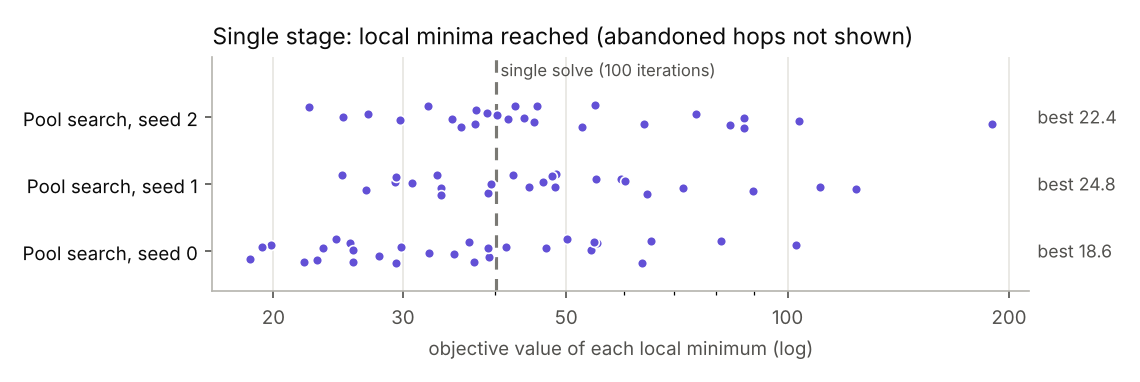 Single stage: local minima reached (abandoned hops not shown)
single solve (100 iterations)
Pool search, seed 2
best 22.4
Pool search, seed 1
best 24.8
Pool search, seed 0
best 18.6
20 30 50 100 200
objective value of each local minimum (log)